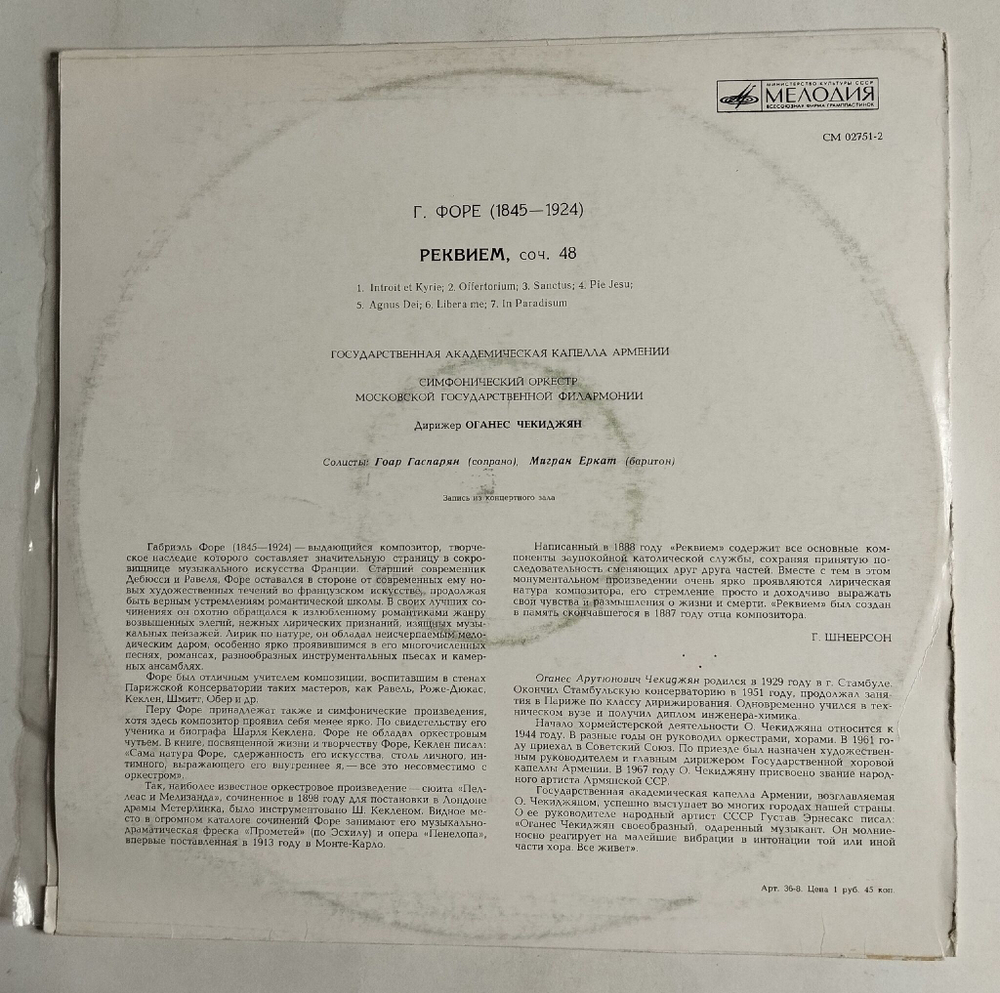 МИНИСТЕРСТВО КУЛЬТУРЫ СССР
МЕЛОДИЯ
ВСЕСОЮЗНАЯ ФИРМА ГРАМПЛАСТИНОК
СМ 02751-2
Г. ФОРЕ (1845—1924)
РЕКВИЕМ, соч. 48
1. Introit et Kyrie; 2. Offertorium; 3. Sanctus; 4. Pie Jesu;
5. Agnus Dei; 6. Libera me; 7. In Paradisum
ГОСУДАРСТВЕННАЯ АКАДЕМИЧЕСКАЯ КАПЕЛЛА АРМЕНИИ
СИМФОНИЧЕСКИЙ ОРКЕСТР
МОСКОВСКОЙ ГОСУДАРСТВЕННОЙ ФИЛАРМОНИИ
Дирижер ОГАНЕС ЧЕКИДЖЯН
Солисты: Гоар Гаспарян (сопрано), Мигран Еркат (баритон)
Запись из концертного зала
Габриэль Форе (1845—1924) — выдающийся композитор, творче-
ское наследие которого составляет значительную страницу в сокро-
вищнице музыкального искусства Франции. Старший современник
Дебюсси и Равеля, Форе оставался в стороне от современных ему но-
вых художественных течений во французском искусстве, продолжая
быть верным устремлениям романтической школы. В своих лучших со-
чинениях он охотно обращался к излюбленному романтиками жанру
возвышенных элегий, нежных лирических признаний, изящных музы-
кальных пейзажей. Лирик по натуре, он обладал неисчерпаемым мело-
дическим даром, особенно ярко проявившимся в его многочисленных
песнях, романсах, разнообразных инструментальных пьесах и камер-
ных ансамблях.
Форе был отличным учителем композиции, воспитавшим в стенах
Парижской консерватории таких мастеров, как Равель, Роже-Дюкас,
Кеклен, Шмитт, Обер и др.
Перу Форе принадлежат также и симфонические произведения,
хотя здесь композитор проявил себя менее ярко. По свидетельству его
ученика и биографа Шарля Кеклена, Форе не обладал оркестровым
чутьем. В книге, посвященной жизни и творчеству Форе, Кеклен писал:
«Сама натура Форе, сдержанность его искусства, столь личного, ин-
тимного, выражающего его внутреннее я, — все это несовместимо с
оркестром».
Так, наиболее известное оркестровое произведение — сюита «Пел-
леас и Мелизанда», сочиненное в 1898 году для постановки в Лондоне
драмы Метерлинка, было инструментовано Ш. Кекленом. Видное ме-
сто в огромном каталоге сочинений Форе занимают его музыкально-
драматическая фреска «Прометей» (по Эсхилу) и опера «Пенелопа»,
впервые поставленная в 1913 году в Монте-Карло.
Написанный в 1888 году «Реквием» содержит все основные ком-
поненты заупокойной католической службы, сохраняя принятую по-
следовательность сменяющих друг друга частей. Вместе с тем в этом
монументальном произведении очень ярко проявляются лирическая
натура композитора, его стремление просто и доходчиво выражать
свои чувства и размышления о жизни и смерти. «Реквием» был создан
в память скончавшегося в 1887 году отца композитора.
Г. ШНЕЕРСОН
Оганес Арутюнович Чекиджян родился в 1929 году в г. Стамбуле.
Окончил Стамбульскую консерваторию в 1951 году, продолжал заня-
тия в Париже по классу дирижирования. Одновременно учился в тех-
ническом вузе и получил диплом инженера-химика.
Начало хормейстерской деятельности О. Чекиджяна относится к
1944 году. В разные годы он руководил оркестрами, хорами. В 1961 го-
ду приехал в Советский Союз. По приезде был назначен художествен-
ным руководителем и главным дирижером Государственной хоровой
капеллы Армении. В 1967 году О. Чекиджяну присвоено звание народ-
ного артиста Армянской ССР.
Государственная академическая капелла Армении, возглавляемая
О. Чекиджяном, успешно выступает во многих городах нашей страны.
О ее руководителе народный артист СССР Густав Эрнесакс писал:
«Оганес Чекиджян своеобразный, одаренный музыкант. Он молние-
носно реагирует на малейшие вибрации в интонации той или иной
части хора. Все живет».
Арт. 36-8. Цена 1 руб. 45 коп.